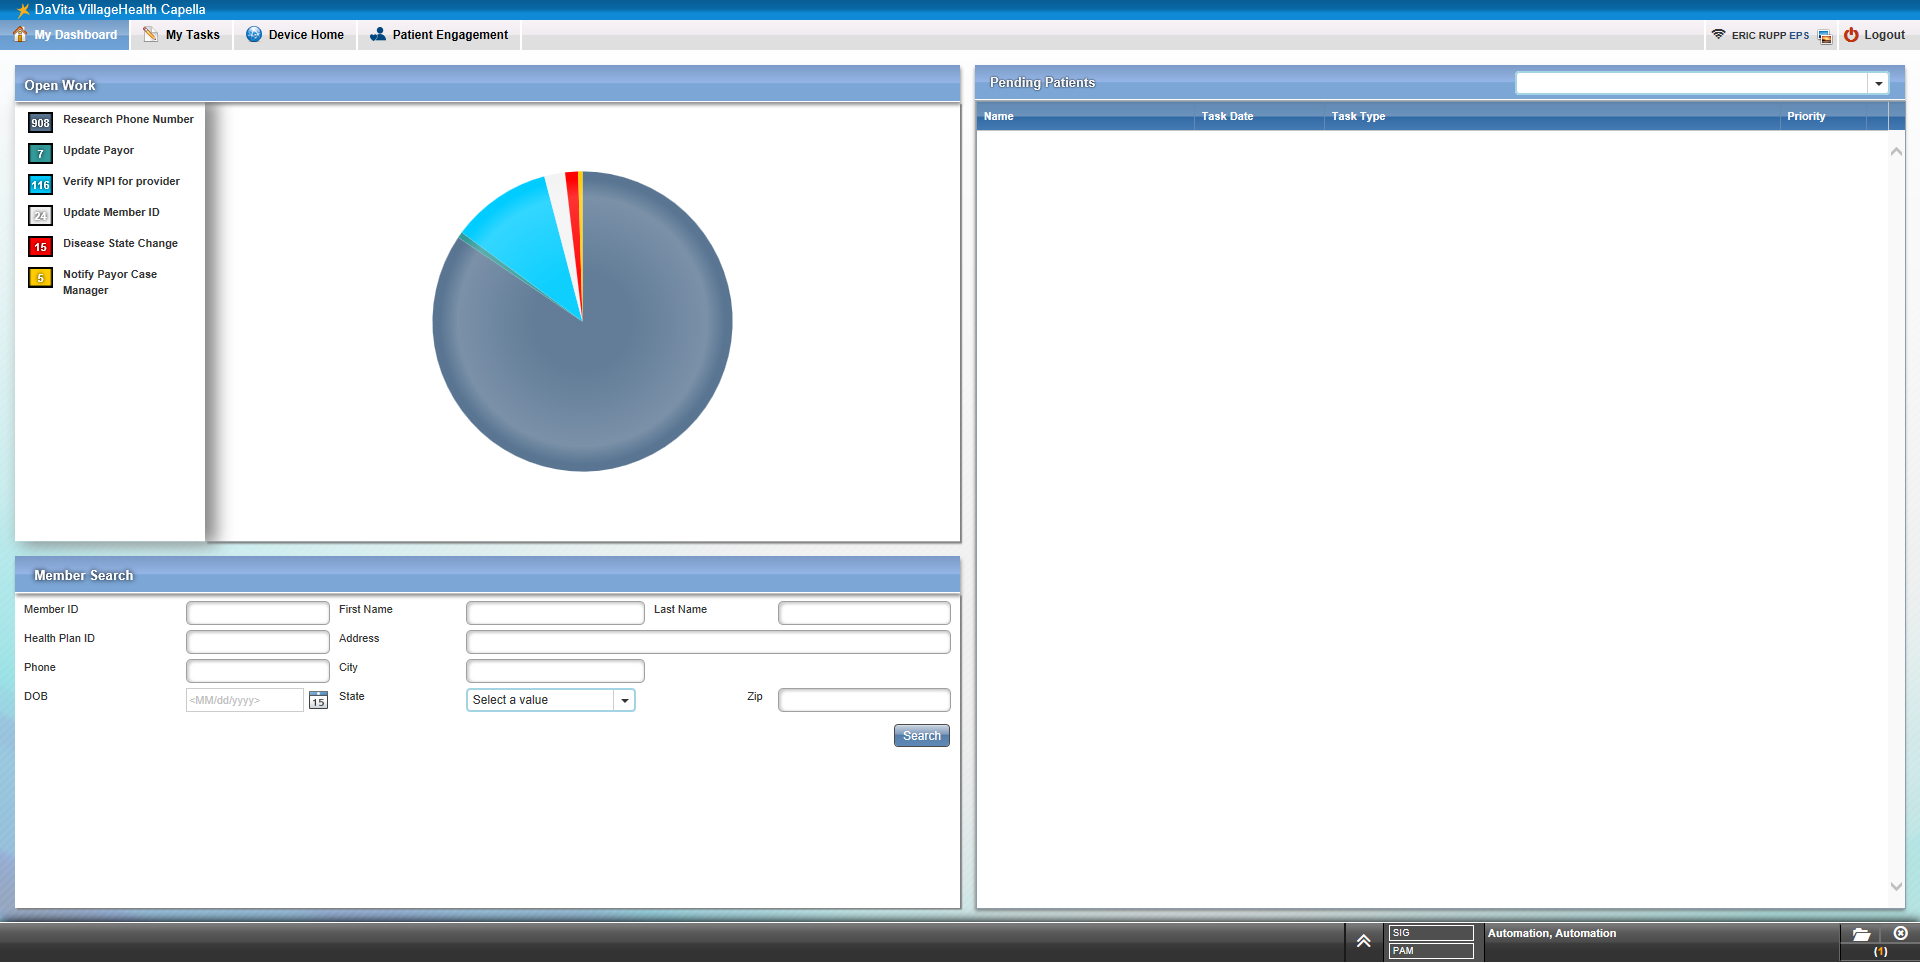 DaVita VillageHealth Capella
My Dashboard
My Tasks
Device Home
Patient Engagement
ERIC RUPP EPS
Logout
Open Work
908 Research Phone Number
7 Update Payor
116 Verify NPI for provider
24 Update Member ID
15 Disease State Change
5 Notify Payor Case
Manager
Pending Patients
Name Task Date Task Type Priority
Member Search
Member ID First Name Last Name
Health Plan ID Address
Phone City
DOB <MM/dd/yyyy> 15 State Select a value Zip
Search
SIG
PAM
Automation, Automation
(1)